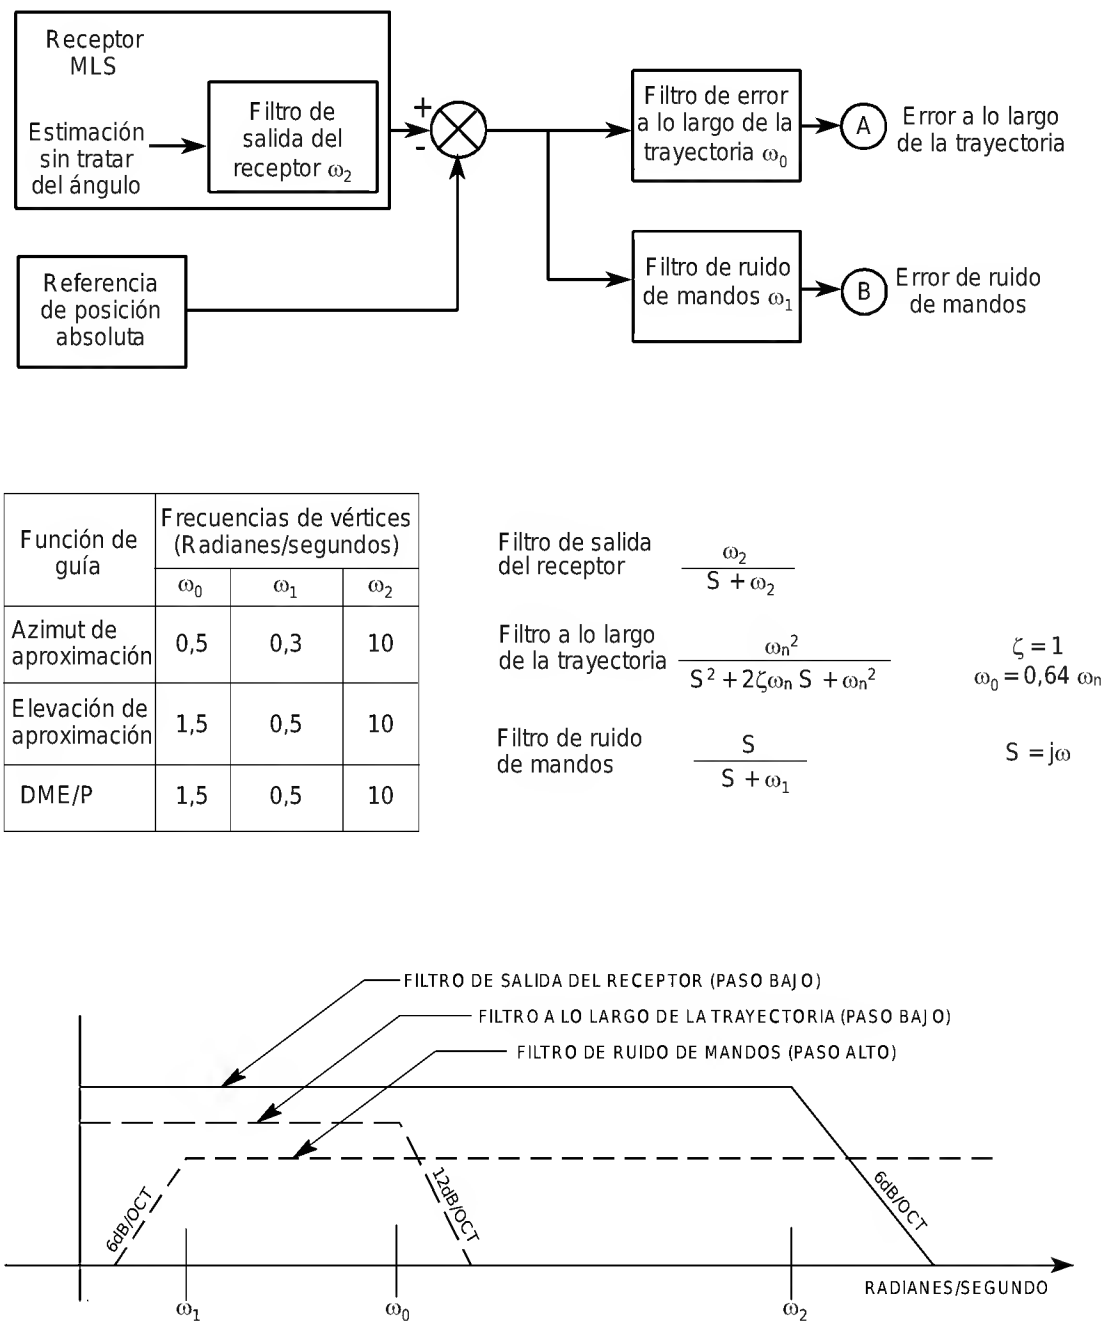 Receptor
MLS
Estimación
sin tratar
del ángulo
Filtro de
salida del
receptor ω₂
+
-
Referencia
de posición
absoluta
Filtro de error
a lo largo de la
trayectoria ω₀
A
Error a lo largo
de la trayectoria
Filtro de ruido
de mandos ω₁
B
Error de ruido
de mandos
Función de
guía
Frecuencias de vértices
(Radianes/segundos)
ω₀ ω₁ ω₂
Azimut de
aproximación
0,5 0,3 10
Elevación de
aproximación
1,5 0,5 10
DME/P 1,5 0,5 10
Filtro de salida
del receptor
ω₂
S + ω₂
Filtro a lo largo
de la trayectoria
ωn²
S² + 2ζωn S + ωn²
ζ = 1
ω₀ = 0,64 ωn
Filtro de ruido
de mandos
S
S + ω₁
S = jω
FILTRO DE SALIDA DEL RECEPTOR (PASO BAJO)
FILTRO A LO LARGO DE LA TRAYECTORIA (PASO BAJO)
FILTRO DE RUIDO DE MANDOS (PASO ALTO)
6dB/OCT
12dB/OCT
6dB/OCT
RADIANES/SEGUNDO
ω₁ ω₀ ω₂